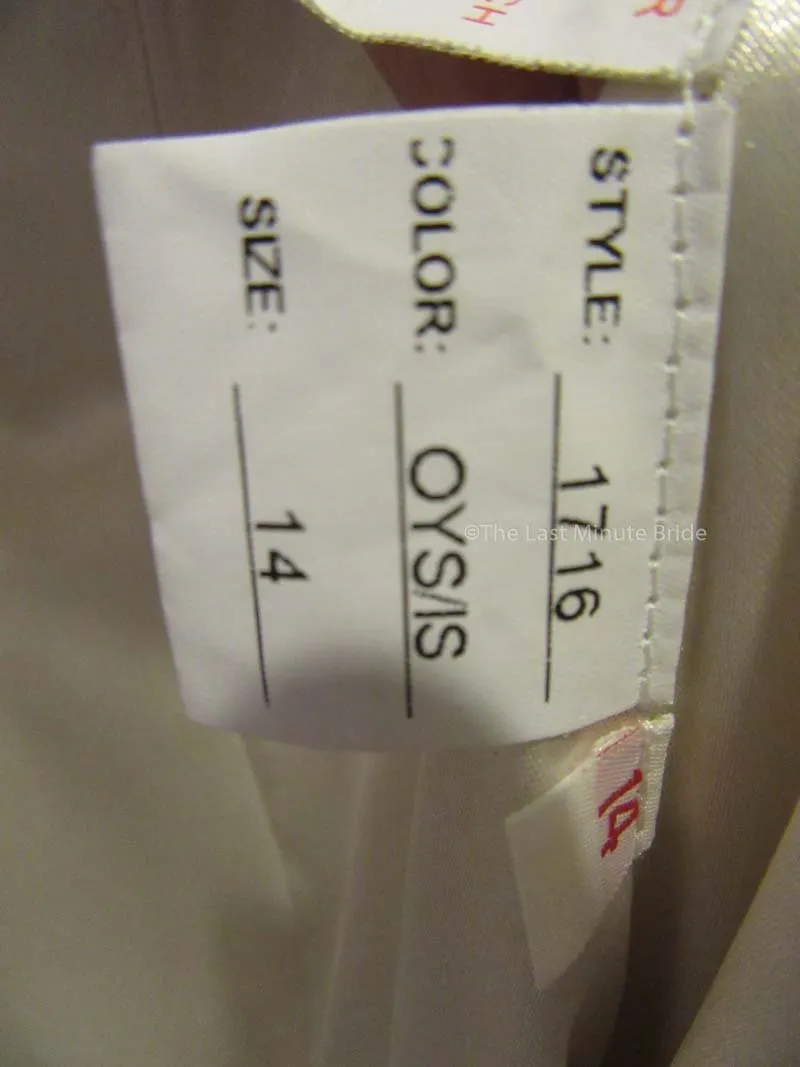 STYLE: 1716
COLOR: OYS/IS
SIZE: 14
14
©The Last Minute Bride